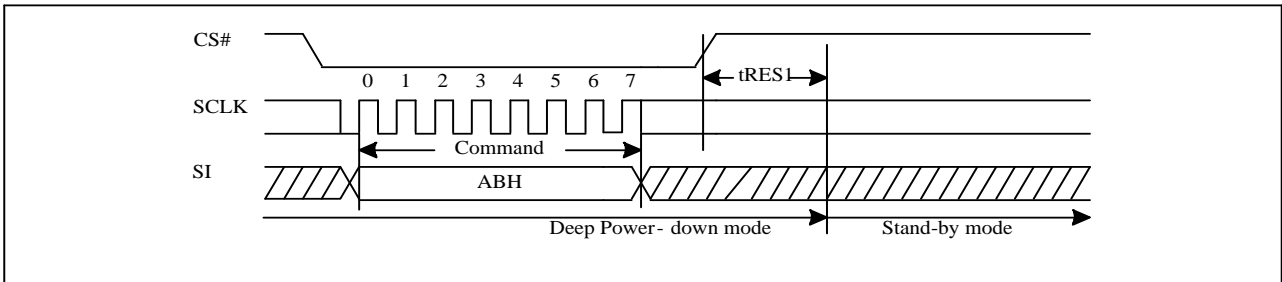 CS#
tRES1
0 1 2 3 4 5 6 7
SCLK
Command
SI
ABH
Deep Power- down mode Stand-by mode